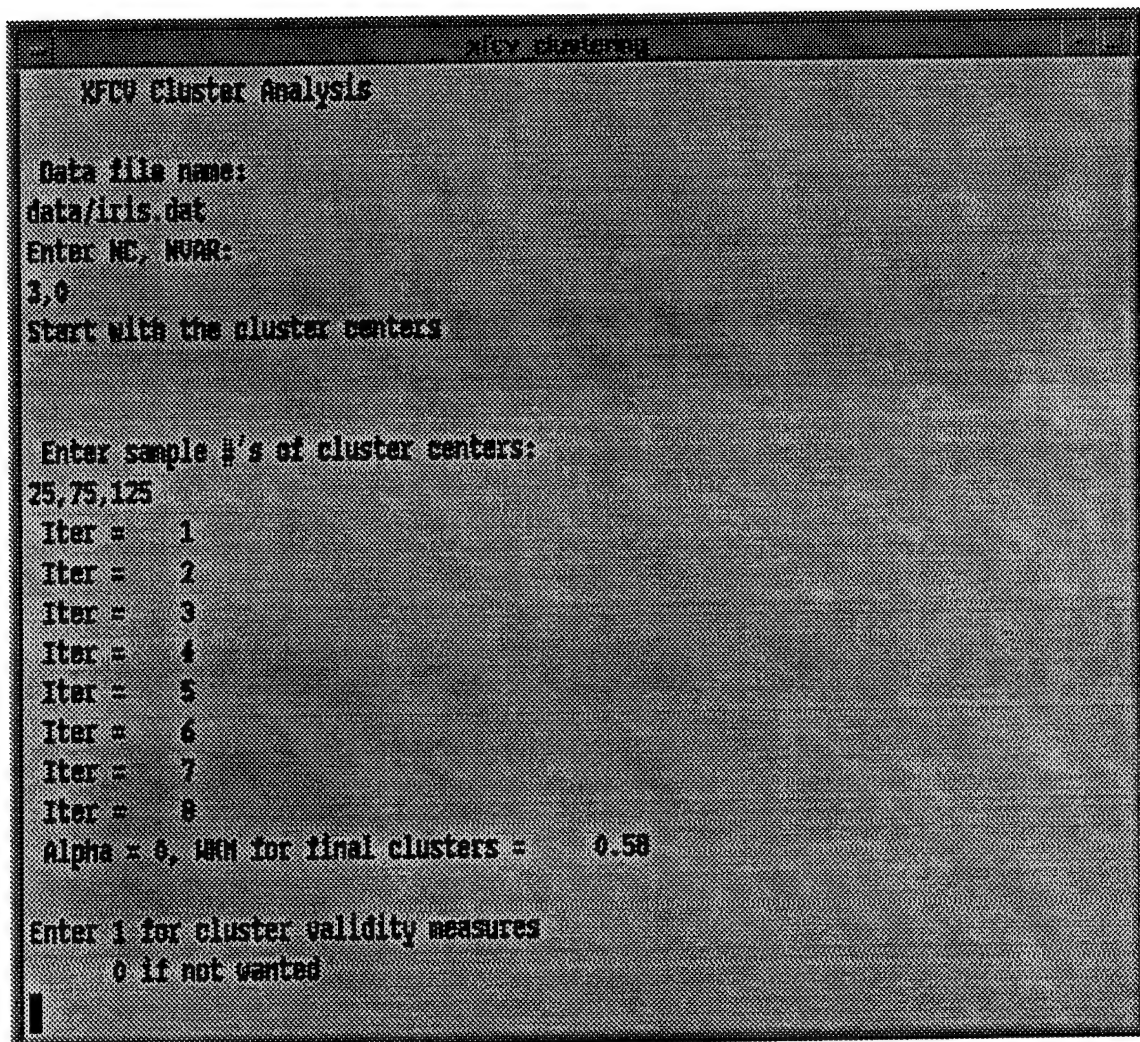 xfcv clustering
XFCV Cluster Analysis
Data file name:
data/iris.dat
Enter NC, NVAR:
3,0
Start with the cluster centers
Enter sample #'s of cluster centers:
25,75,125
Iter = 1
Iter = 2
Iter = 3
Iter = 4
Iter = 5
Iter = 6
Iter = 7
Iter = 8
Alpha = 0, for final clusters = 0.58
Enter 1 for cluster validity measures
0 if not wanted